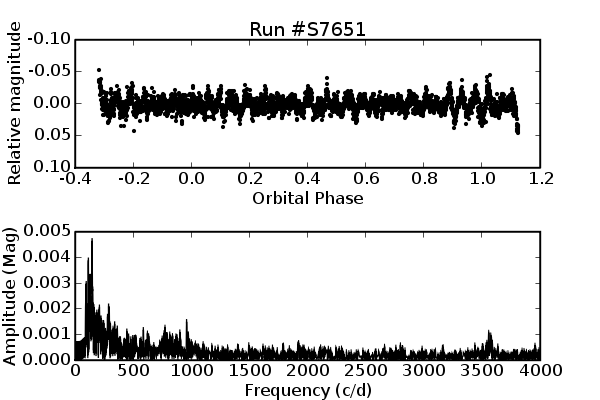 Run #S7651
Relative magnitude
-0.10
-0.05
0.00
0.05
0.10
-0.4 -0.2 0.0 0.2 0.4 0.6 0.8 1.0 1.2
Orbital Phase
Amplitude (Mag)
0.005
0.004
0.003
0.002
0.001
0.000
0 500 1000 1500 2000 2500 3000 3500 4000
Frequency (c/d)